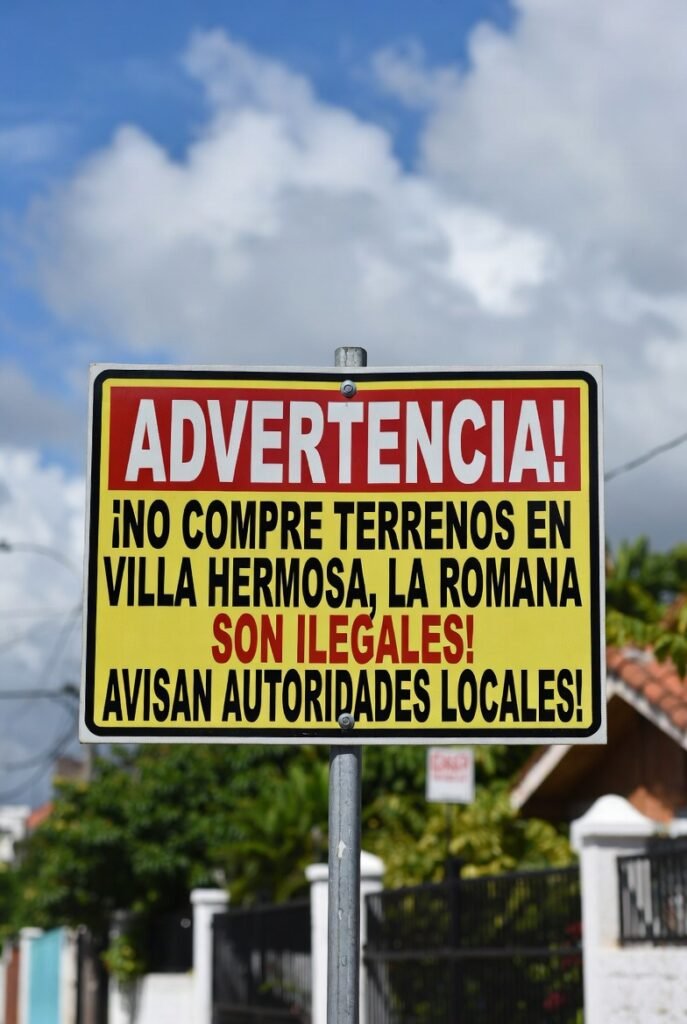 ADVERTENCIA!
¡NO COMPRE TERRENOS EN
VILLA HERMOSA, LA ROMANA
SON ILEGALES!
AVISAN AUTORIDADES LOCALES!